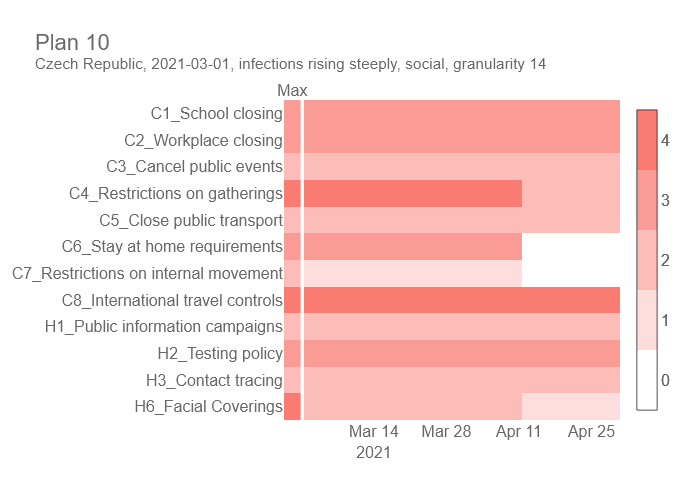 Plan 10
Czech Republic, 2021-03-01, infections rising steeply, social, granularity 14
Max
C1_School closing
C2_Workplace closing
C3_Cancel public events
C4_Restrictions on gatherings
C5_Close public transport
C6_Stay at home requirements
C7_Restrictions on internal movement
C8_International travel controls
H1_Public information campaigns
H2_Testing policy
H3_Contact tracing
H6_Facial Coverings
Mar 14 Mar 28 Apr 11 Apr 25
2021
4
3
2
1
0